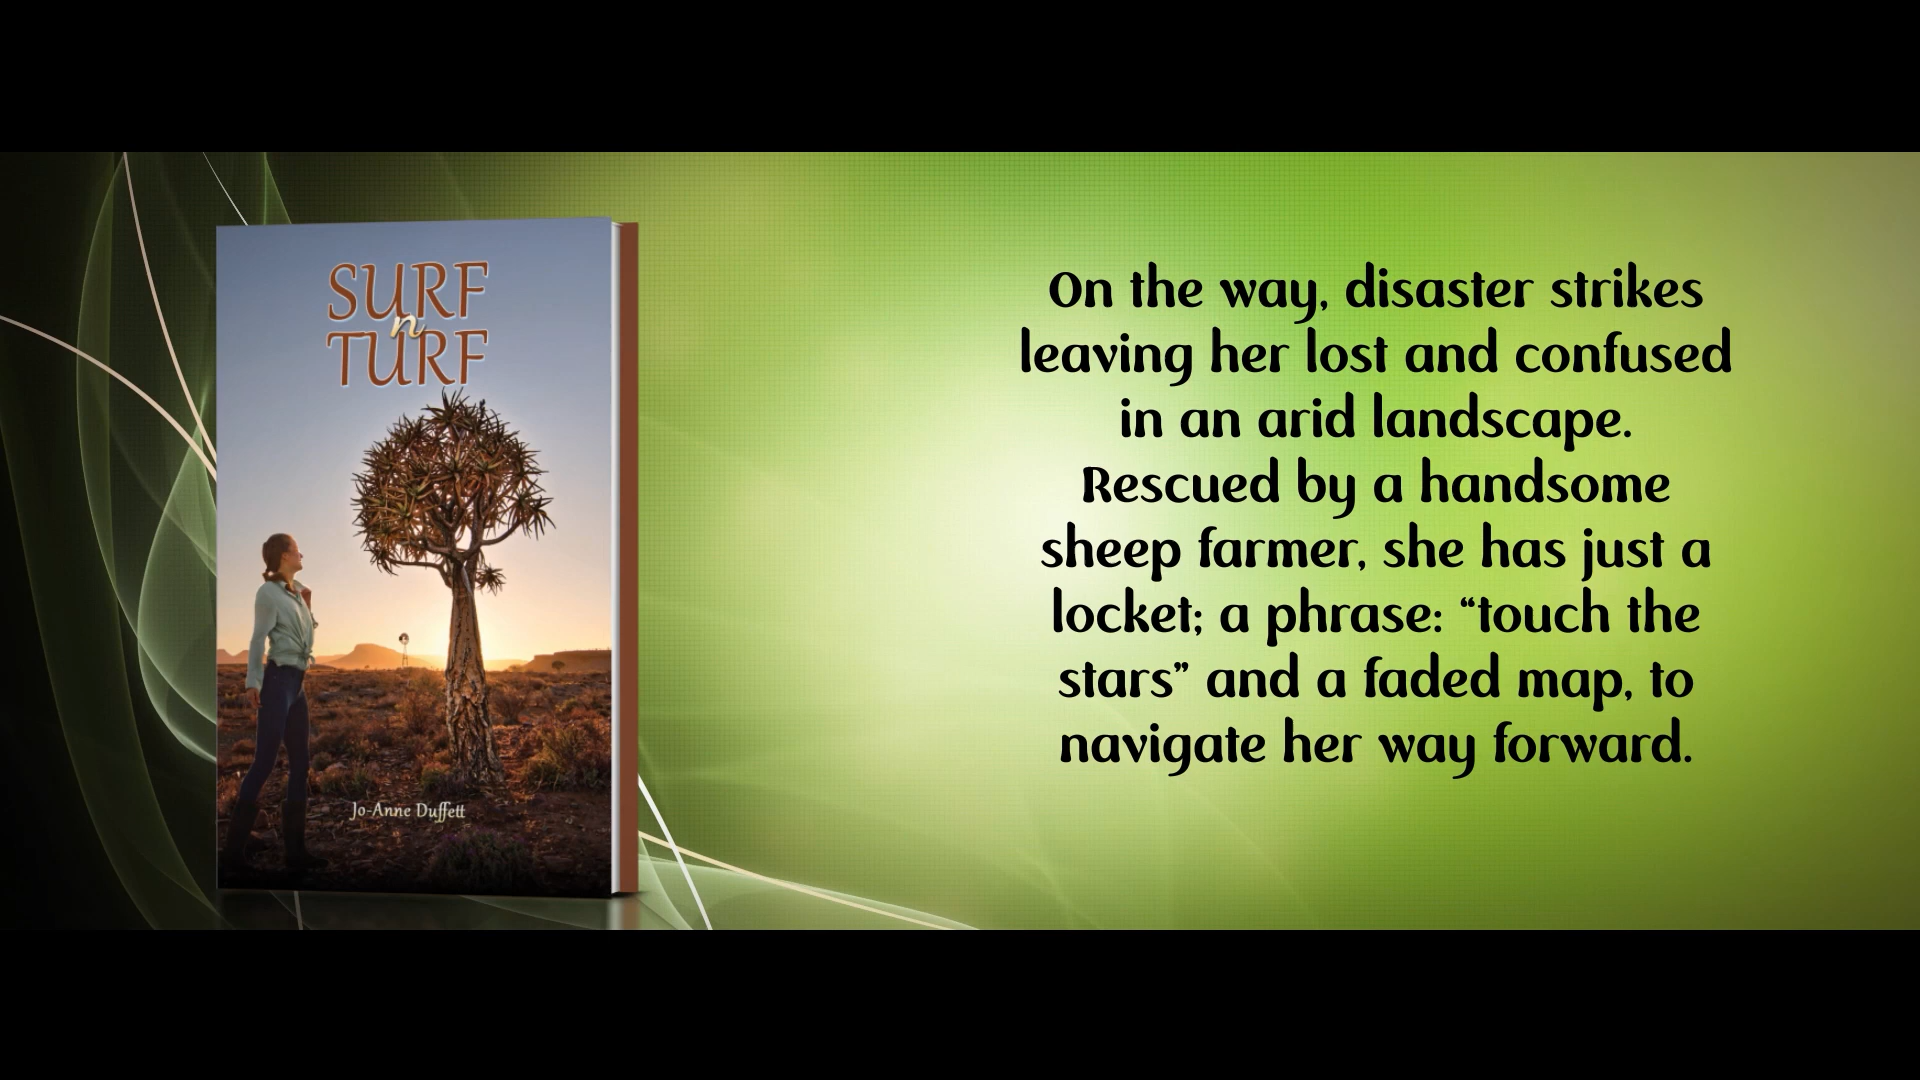 SURF
n
TURF
Jo-Anne Duffett
On the way, disaster strikes
leaving her lost and confused
in an arid landscape.
Rescued by a handsome
sheep farmer, she has just a
locket; a phrase: “touch the
stars” and a faded map, to
navigate her way forward.